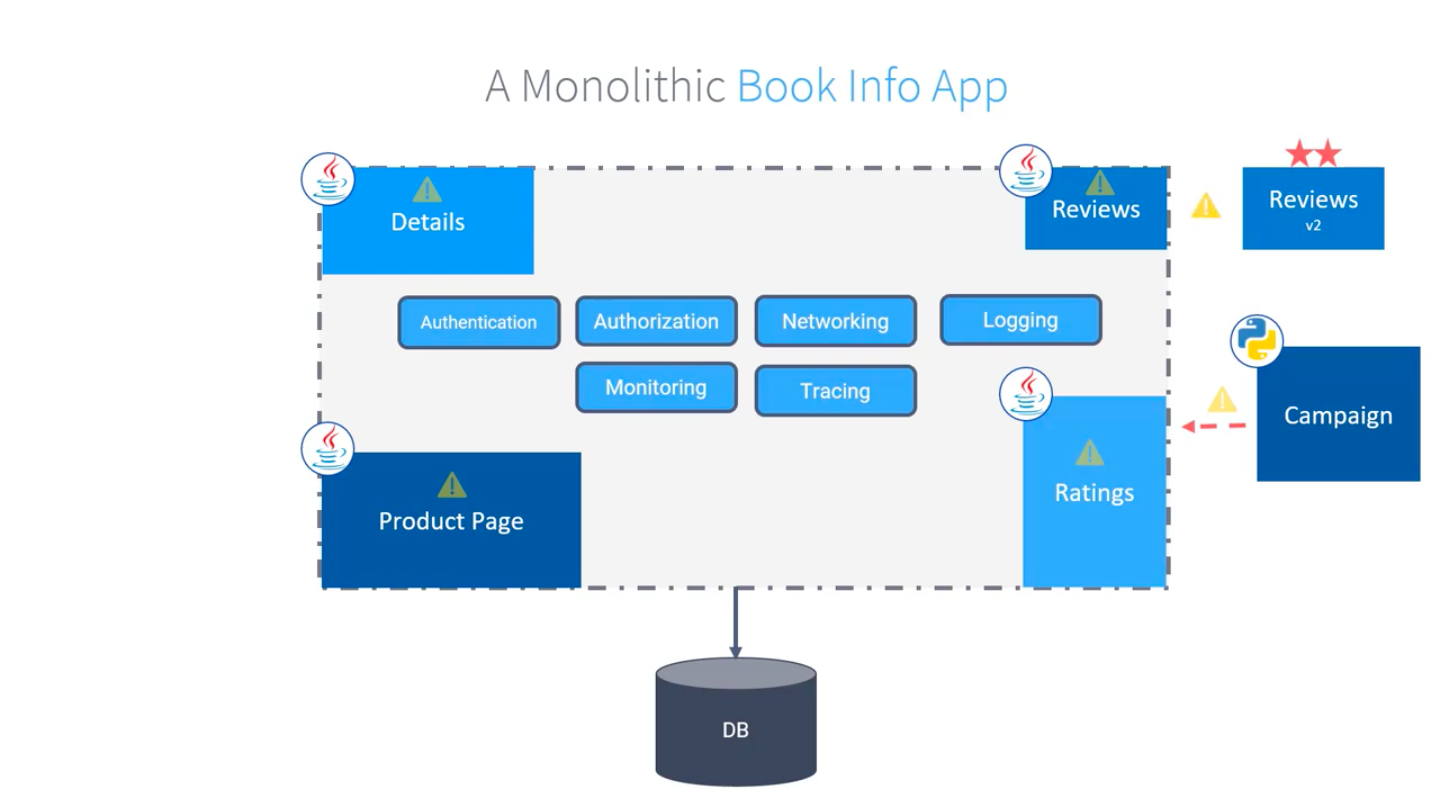 A Monolithic Book Info App
Details
Reviews
Reviews
v2
Authentication
Authorization
Networking
Logging
Monitoring
Tracing
Campaign
Ratings
Product Page
DB